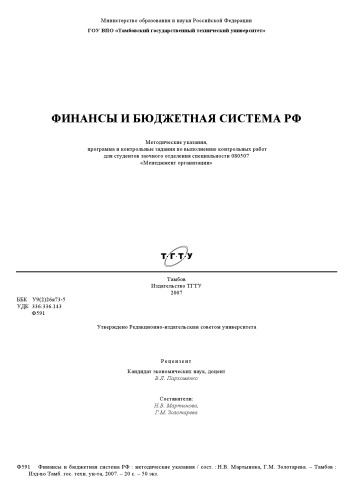 Министерство образования и науки Российской Федерации
ГОУ ВПО «Тамбовский государственный технический университет»
ФИНАНСЫ И БЮДЖЕТНАЯ СИСТЕМА РФ
Методические указания,
программа и контрольные задания по выполнению контрольных работ
для студентов заочного отделения специальности 080507
«Менеджмент организации»
Т·Г·Т·У
Тамбов
Издательство ТГТУ
2007
ББК У9(1)26я73-5
УДК 336:336.143
Ф591
Утверждено Редакционно-издательским советом университета
Рецензент
Кандидат экономических наук, доцент
В.Л. Пархоменко
Составители:
Н.В. Мартынова,
Г.М. Золотарева
Ф591 Финансы и бюджетная система РФ : методические указания / сост. : Н.В. Мартынова, Г.М. Золотарева. – Тамбов :
Изд-во Тамб. гос. техн. ун-та, 2007. – 20 с. – 50 экз.